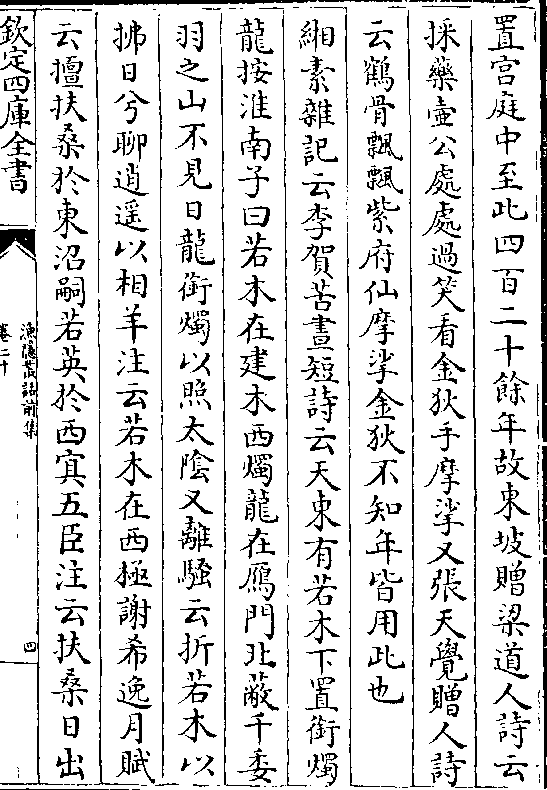 置宫庭中至此四百二十餘年故東坡贈梁道人詩云
採藥壺公處處過笑看金狄手摩挲又張天覺贈人詩
云鶴骨飄飄紫府仙摩挲金狄不知年皆用此也
緗素雜記云李賀苦晝短詩云天東有若木下置銜燭
龍按淮南子曰若木在建木西燭龍在鴈門北蔽千委
羽之山不見日龍銜燭以照太陰又離騷云折若木以
拂日兮聊逍遥以相羊注云若木在西極謝希逸月賦
云擅扶桑於東沼嗣若英於西冥五臣注云扶桑日出
欽定四庫全書
漁隱叢話前集
卷二十
四